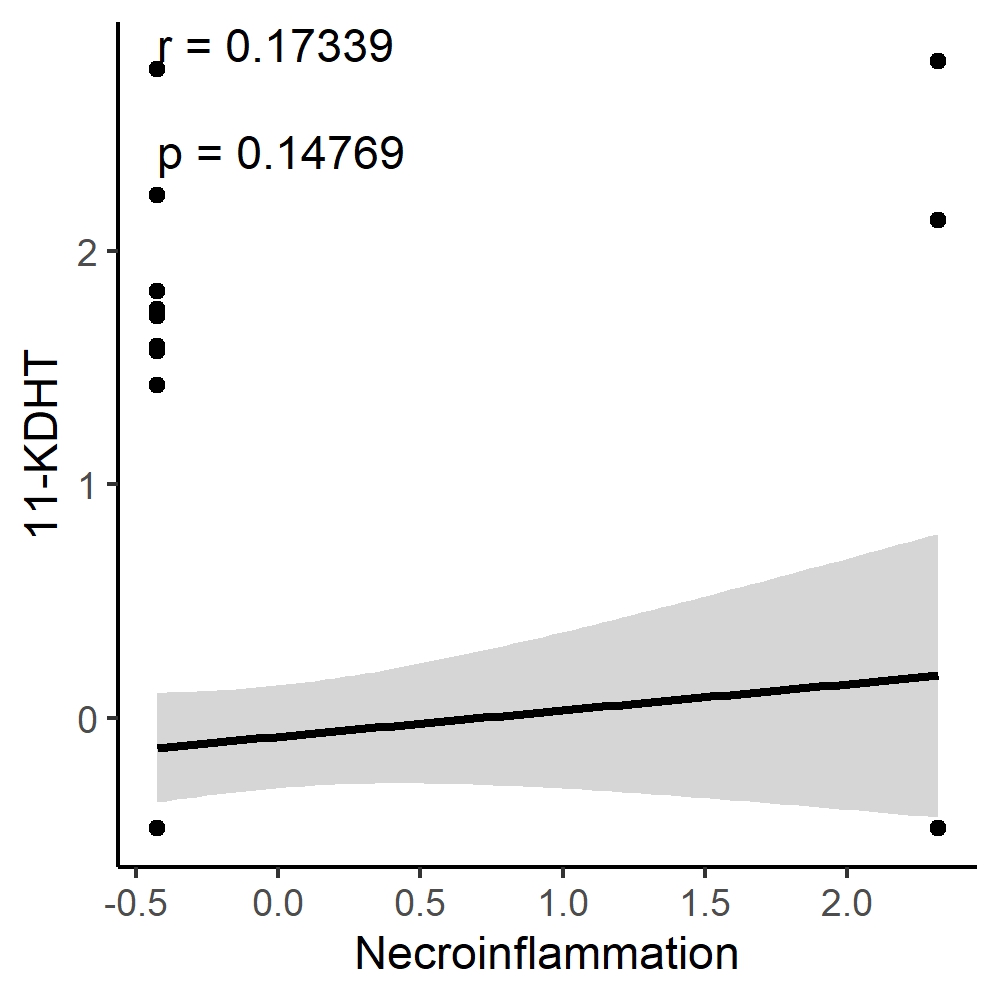 r = 0.17339
p = 0.14769
11-KDHT
2
1
0
-0.5 0.0 0.5 1.0 1.5 2.0
Necroinflammation